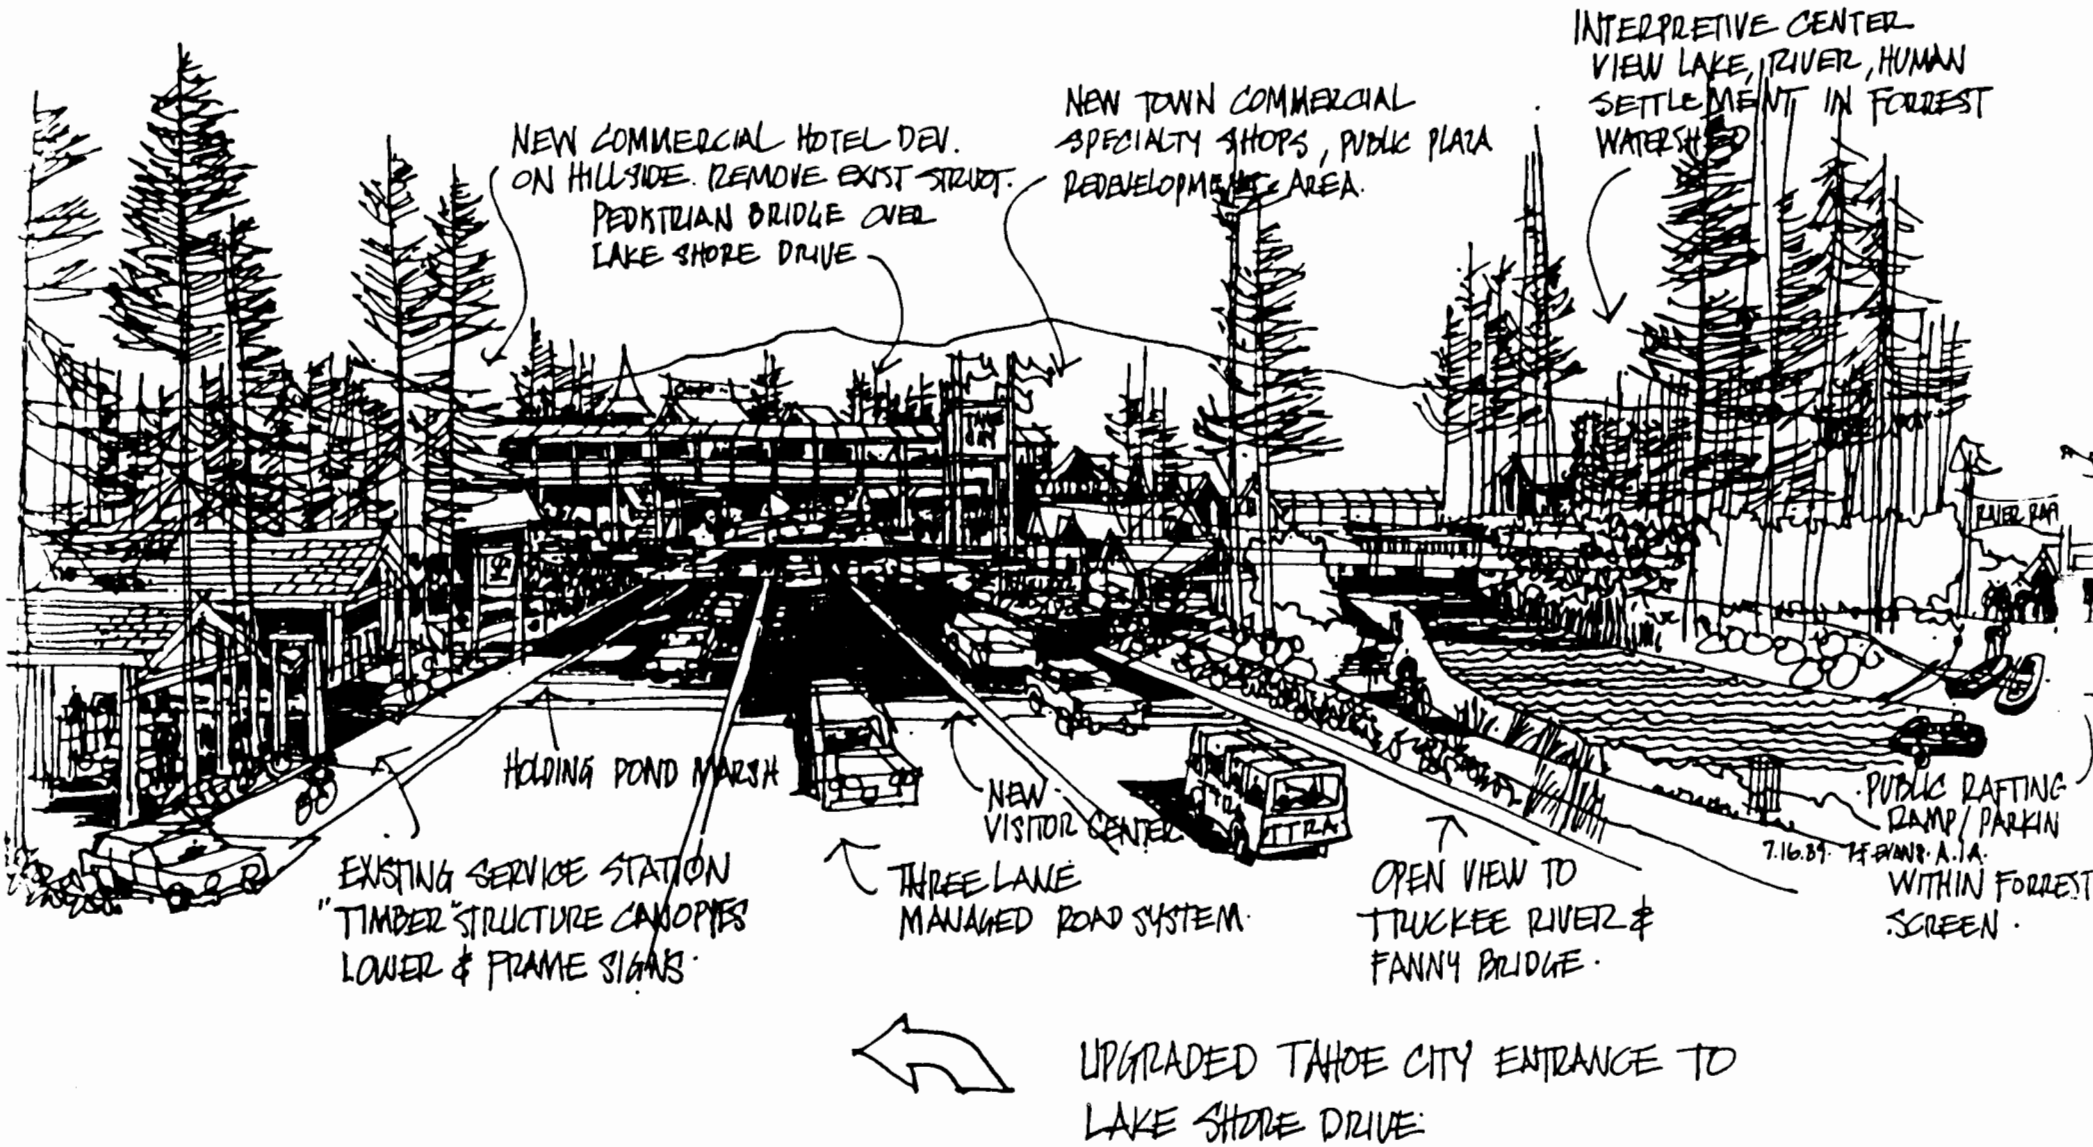 INTERPRETIVE CENTER
VIEW LAKE, RIVER, HUMAN
SETTLEMENT IN FORREST
WATERSHED
NEW COMMERCIAL HOTEL DEV.
ON HILLSIDE. REMOVE EXIST STRUCT.
PEDISTRIAN BRIDGE OVER
LAKE SHORE DRIVE
NEW TOWN COMMERCIAL
SPECIALTY SHOPS, PUBLIC PLAZA
REDEVELOPMENT AREA.
RIVER RAF
HOLDING POND MARSH
NEW
VISITOR CENTER
TTRA
EXISTING SERVICE STATION
"TIMBER" STRUCTURE CANOPIES
LOWER & FRAME SIGNS.
THREE LANE
MANAGED ROAD SYSTEM.
OPEN VIEW TO
TRUCKEE RIVER &
FANNY BRIDGE.
PUBLIC RAFTING
RAMP/PARKIN
7.16.89. EVANS. A.I.A.
WITHIN FORREST
SCREEN.
UPGRADED TAHOE CITY ENTRANCE TO
LAKE SHORE DRIVE.